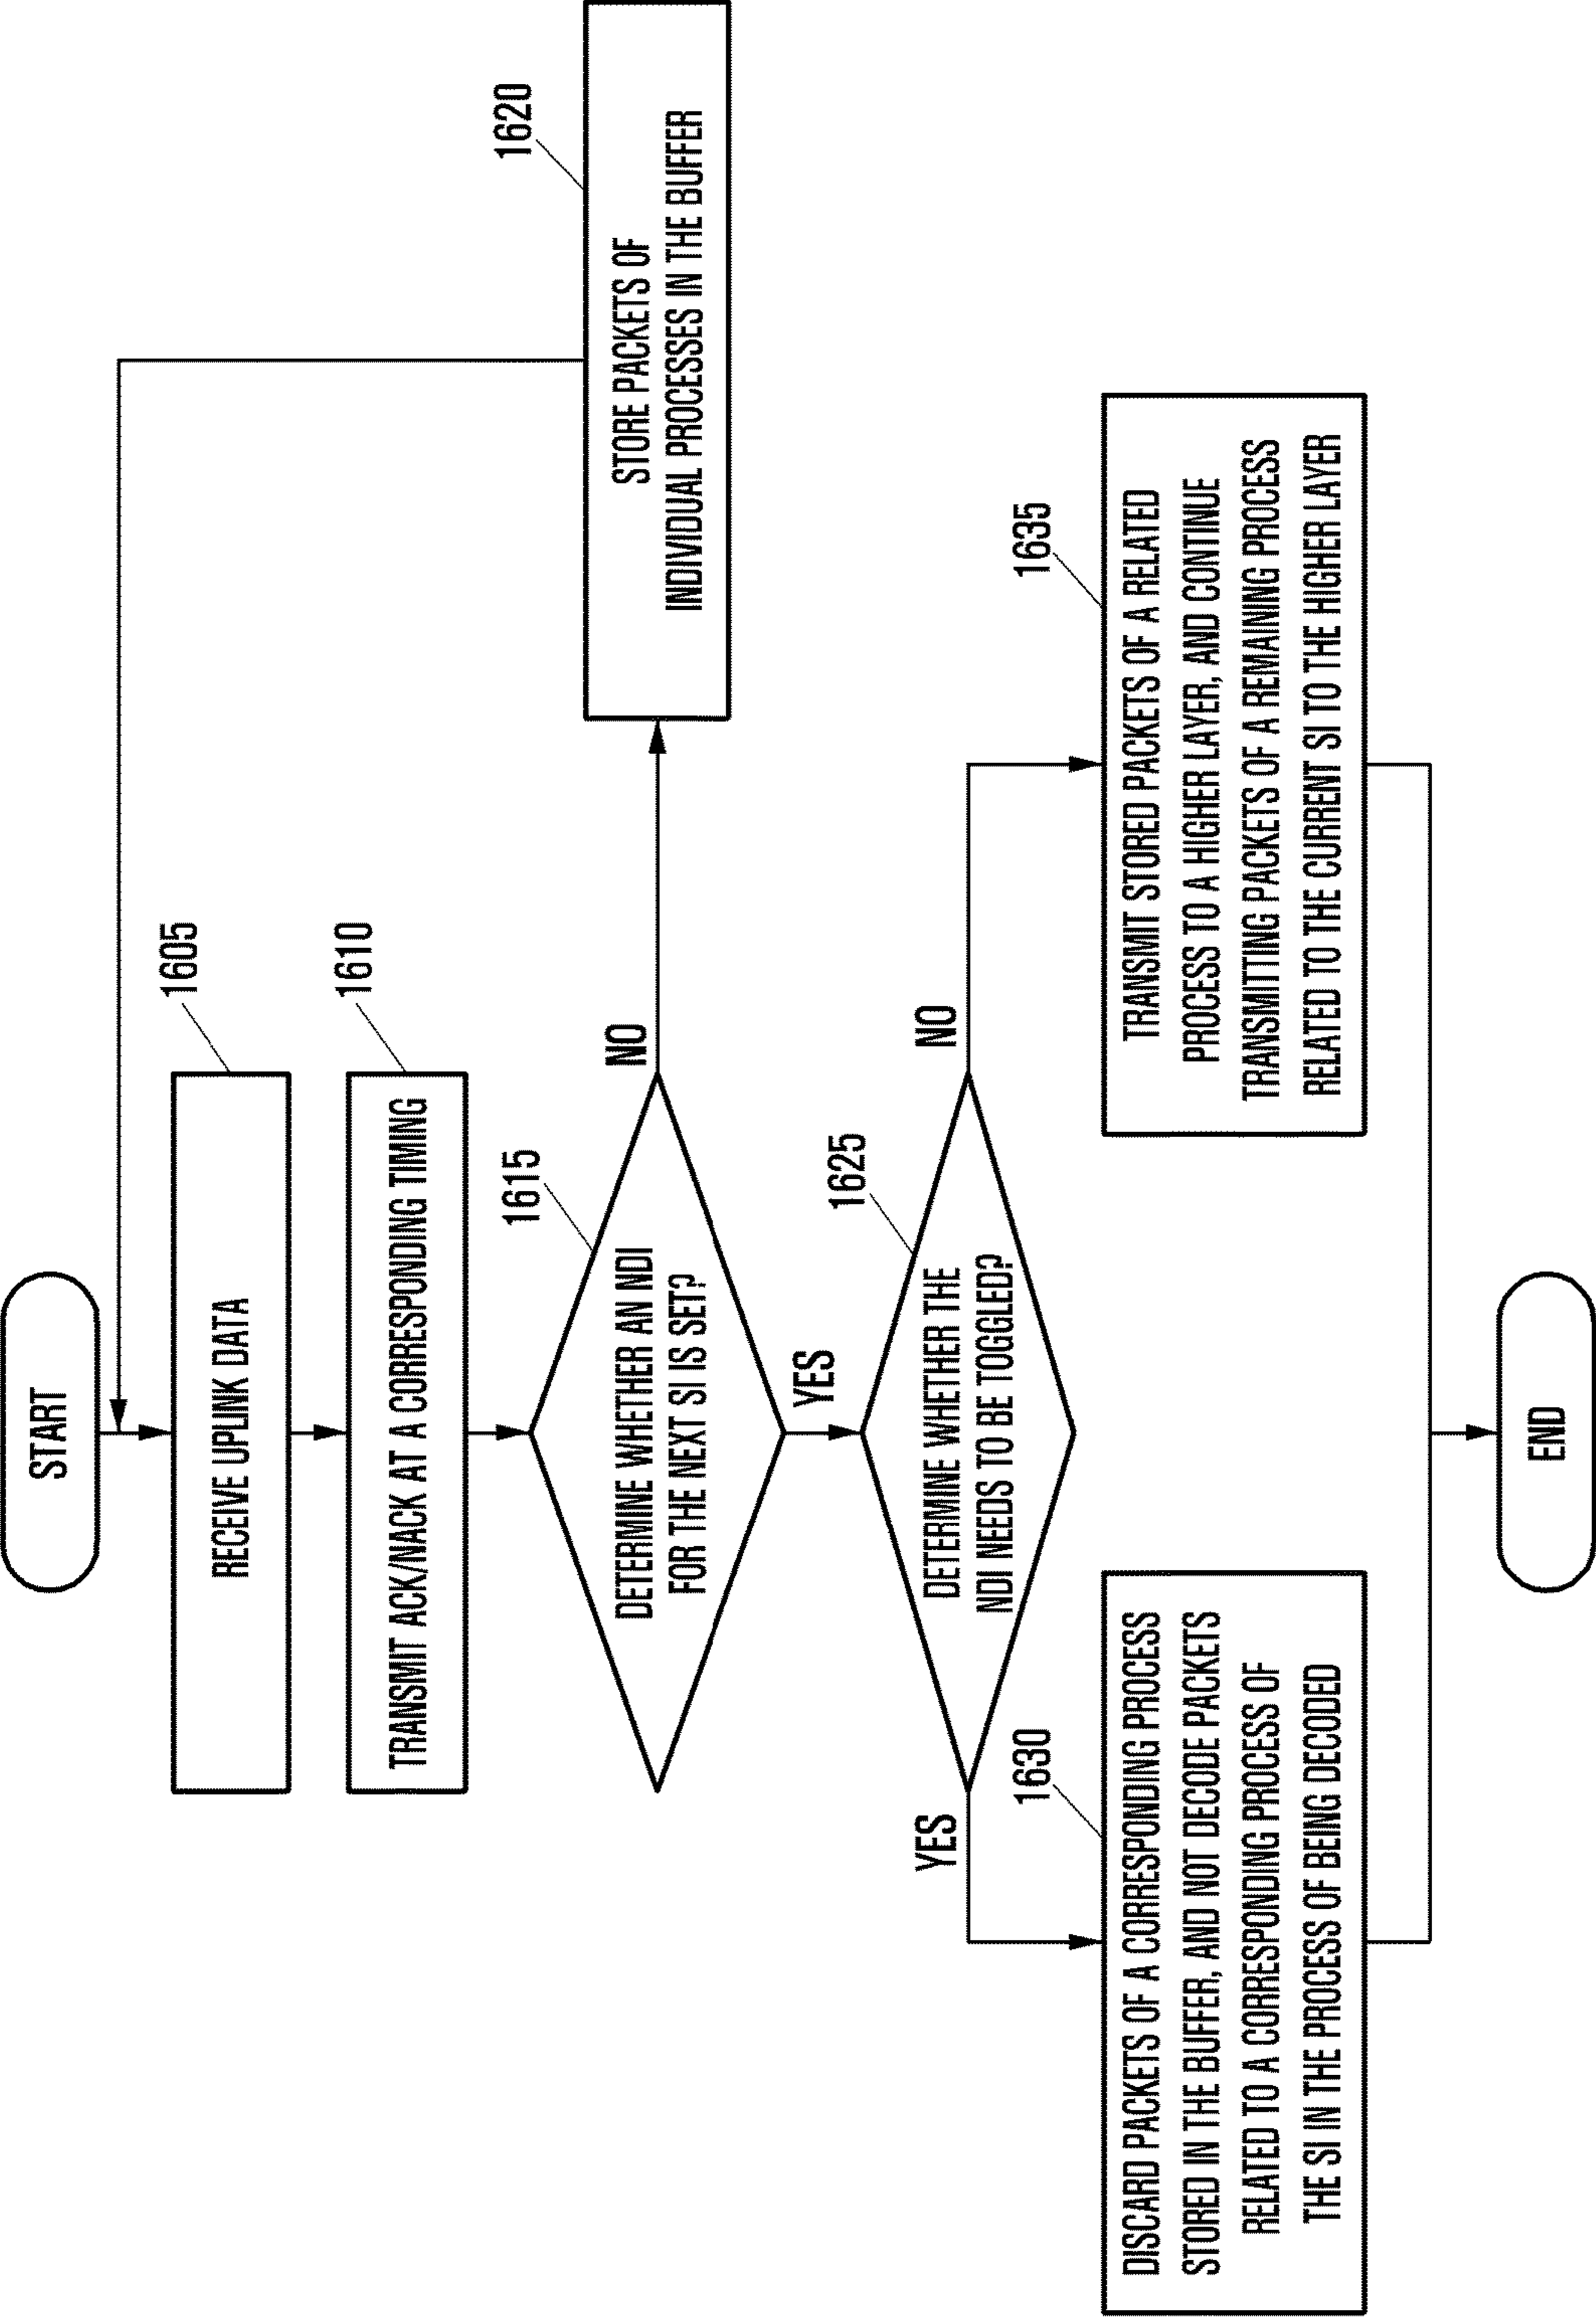 START
1605
RECEIVE UPLINK DATA
1610
TRANSMIT ACK/NACK AT A CORRESPONDING TIMING
1615
DETERMINE WHETHER AN NDI
FOR THE NEXT SI IS SET?
NO
1620
STORE PACKETS OF
INDIVIDUAL PROCESSES IN THE BUFFER
YES
1625
DETERMINE WHETHER THE
NDI NEEDS TO BE TOGGLED?
YES
NO
1630
DISCARD PACKETS OF A CORRESPONDING PROCESS
STORED IN THE BUFFER, AND NOT DECODE PACKETS
RELATED TO A CORRESPONDING PROCESS OF
THE SI IN THE PROCESS OF BEING DECODED
1635
TRANSMIT STORED PACKETS OF A RELATED
PROCESS TO A HIGHER LAYER, AND CONTINUE
TRANSMITTING PACKETS OF A REMAINING PROCESS
RELATED TO THE CURRENT SI TO THE HIGHER LAYER
END